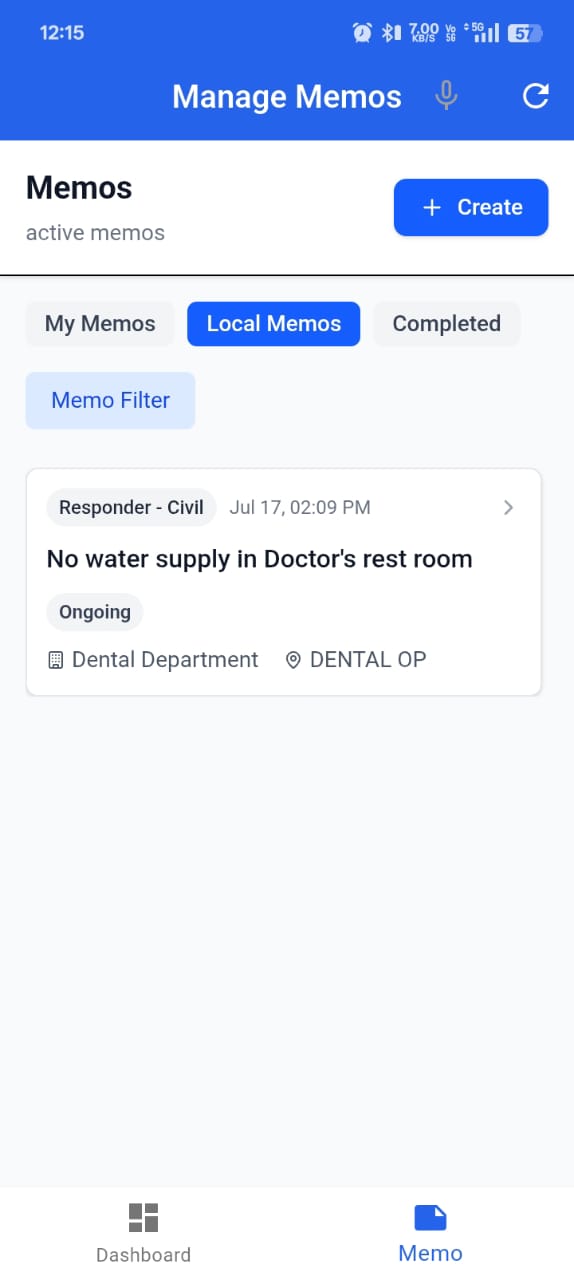 12:15 7.00 KB/S Vo 56 5G 57
Manage Memos
Memos
+ Create
active memos
My Memos Local Memos Completed
Memo Filter
Responder - Civil Jul 17, 02:09 PM
No water supply in Doctor's rest room
Ongoing
Dental Department DENTAL OP
Dashboard Memo